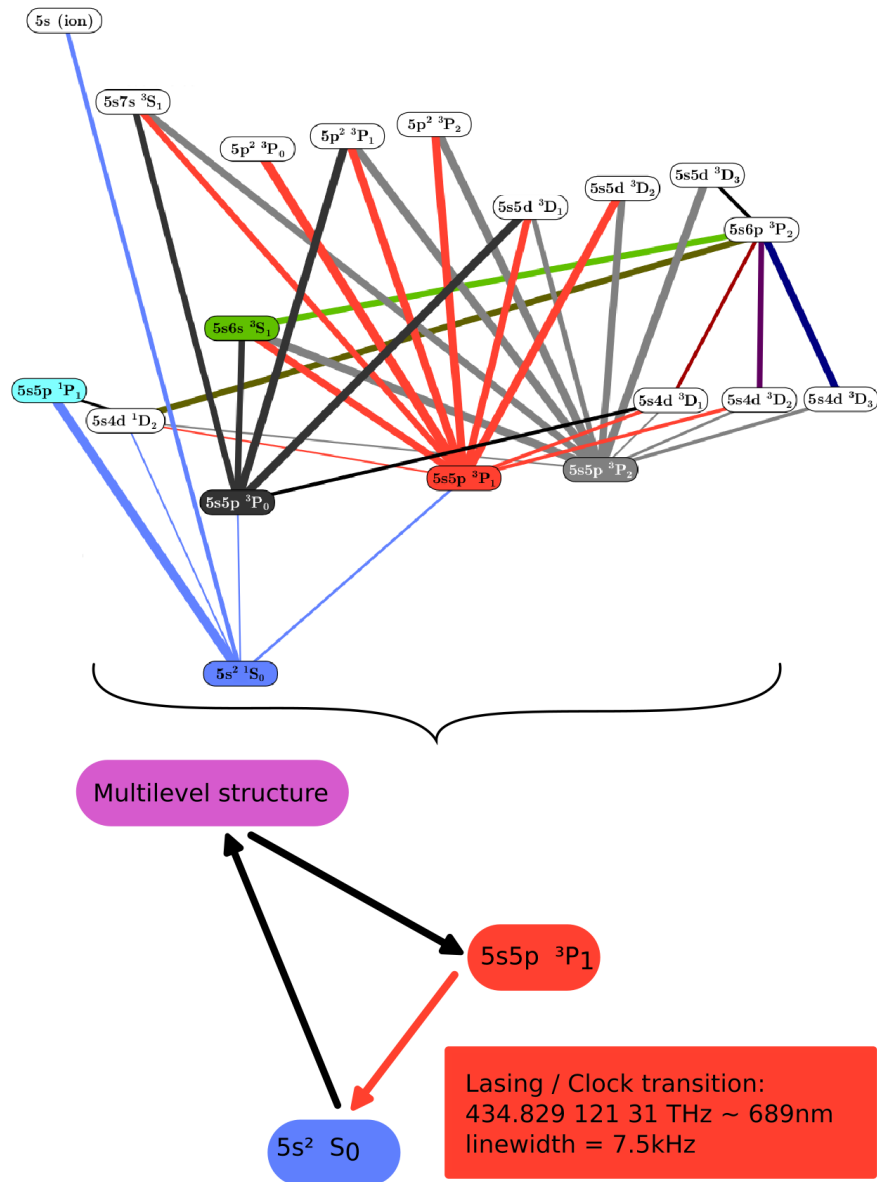 5s (ion)
5s7s ³S₁
5p² ³P₀
5p² ³P₁
5p² ³P₂
5s5d ³D₁
5s5d ³D₂
5s5d ³D₃
5s6p ³P₂
5s6s ³S₁
5s5p ¹P₁
5s4d ¹D₂
5s4d ³D₁
5s4d ³D₂
5s4d ³D₃
5s5p ³P₀
5s5p ³P₁
5s5p ³P₂
5s² ¹S₀
Multilevel structure
5s5p ³P₁
5s² S₀
Lasing / Clock transition:
434.829 121 31 THz ~ 689nm
linewidth = 7.5kHz